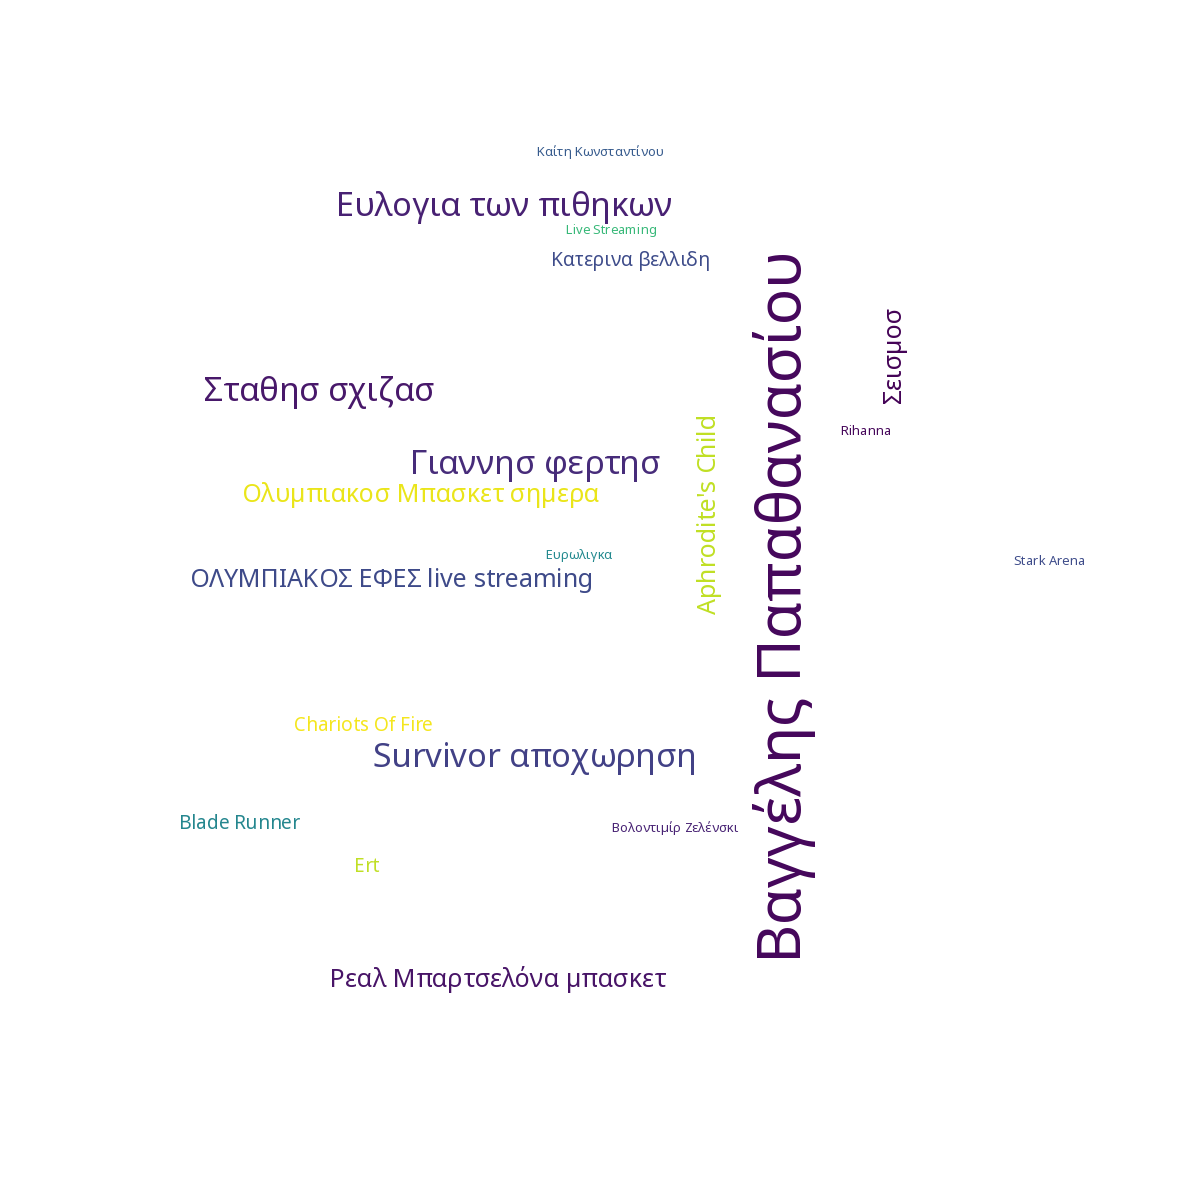 Καίτη Κωνσταντίνου
Ευλογια των πιθηκων
Live Streaming
Κατερινα βελλιδη
Βαγγέλης Παπαθανασίου
Σεισμοσ
Σταθησ σχιζασ
Aphrodite's Child
Rihanna
Γιαννησ φερτησ
Ολυμπιακοσ Μπασκετ σημερα
Ευρωλιγκα
Stark Arena
ΟΛΥΜΠΙΑΚΟΣ ΕΦΕΣ live streaming
Chariots Of Fire
Survivor αποχωρηση
Blade Runner
Βολοντιμίρ Ζελένσκι
Ert
Ρεαλ Μπαρτσελόνα μπασκετ